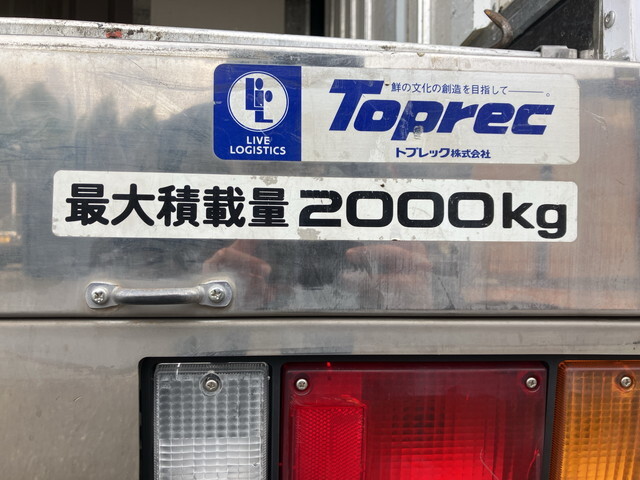 鮮の文化の創造を目指して――。
Toprec
LIVE
LOGISTICS
トプレック株式会社
最大積載量 2000kg